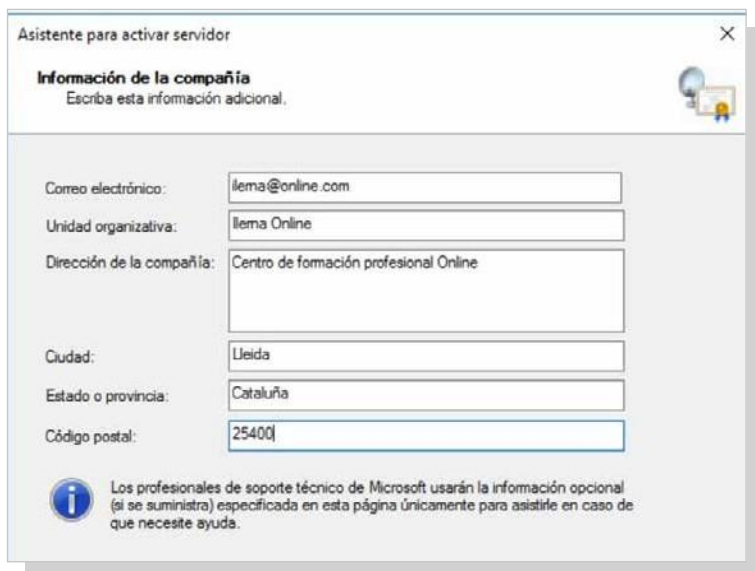 Asistente para activar servidor
Información de la compañía
Escriba esta información adicional.
Correo electrónico: ilerna@online.com
Unidad organizativa: Ilerna Online
Dirección de la compañía: Centro de formación profesional Online
Ciudad: Lleida
Estado o provincia: Cataluña
Código postal: 25400
Los profesionales de soporte técnico de Microsoft usarán la información opcional
(si se suministra) especificada en esta página únicamente para asistirle en caso de
que necesite ayuda.